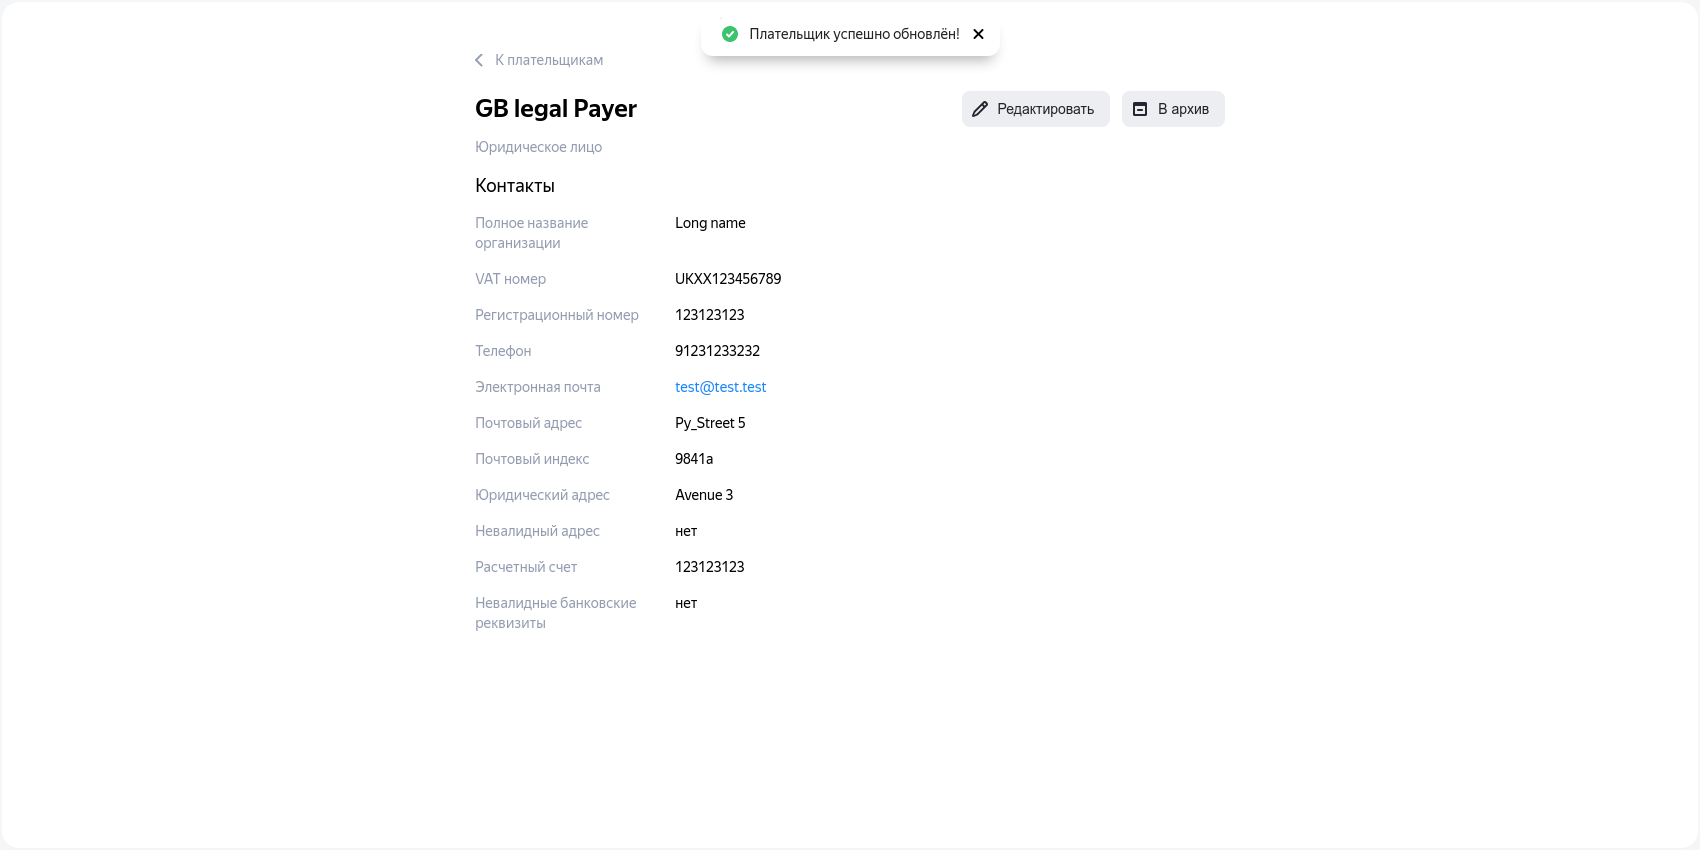 Плательщик успешно обновлён!
К плательщикам
GB legal Payer
Редактировать
В архив
Юридическое лицо
Контакты
Полное название
организации
Long name
VAT номер
UKXX123456789
Регистрационный номер
123123123
Телефон
91231233232
Электронная почта
test@test.test
Почтовый адрес
Py_Street 5
Почтовый индекс
9841a
Юридический адрес
Avenue 3
Невалидный адрес
нет
Расчетный счет
123123123
Невалидные банковские
реквизиты
нет